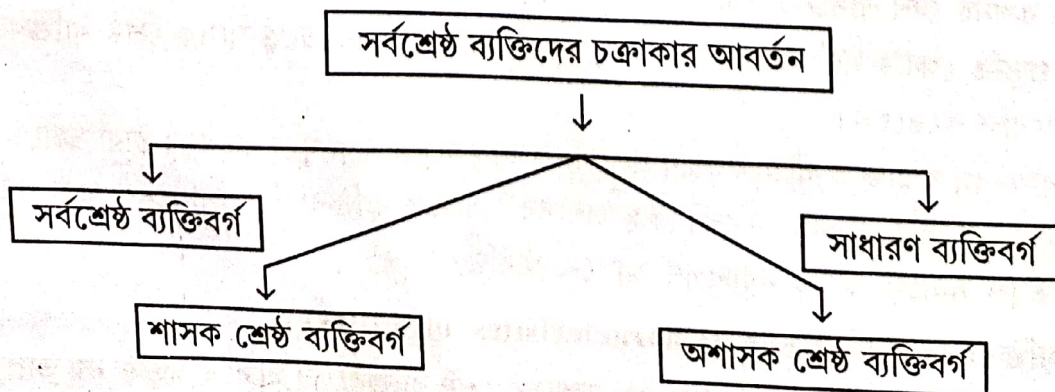 সর্বশ্রেষ্ঠ ব্যক্তিদের চক্রাকার আবর্তন
সর্বশ্রেষ্ঠ ব্যক্তিবর্গ
সাধারণ ব্যক্তিবর্গ
শাসক শ্রেষ্ঠ ব্যক্তিবর্গ
অশাসক শ্রেষ্ঠ ব্যক্তিবর্গ